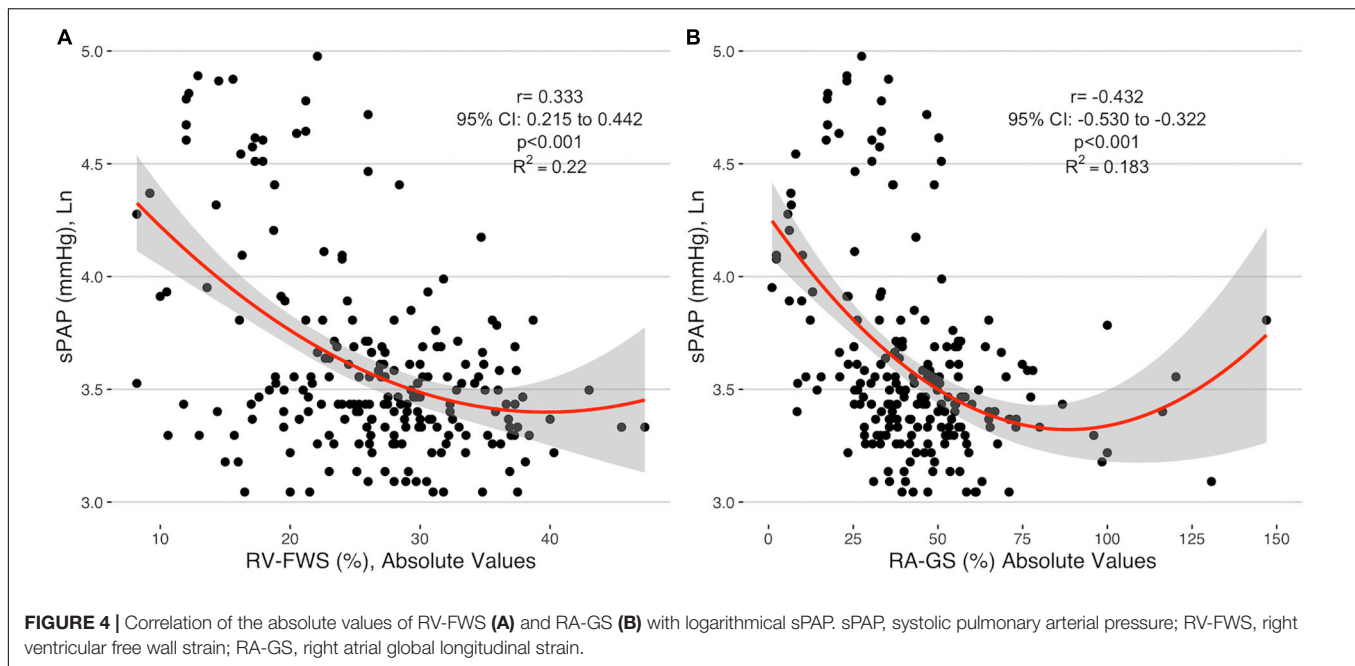 A
5.0
4.5
4.0
3.5
3.0
sPAP (mmHg), Ln
r= 0.333
95% CI: 0.215 to 0.442
p<0.001
R² = 0.22
10 20 30 40
RV-FWS (%), Absolute Values
B
5.0
4.5
4.0
3.5
3.0
sPAP (mmHg), Ln
r= -0.432
95% CI: -0.530 to -0.322
p<0.001
R² = 0.183
0 25 50 75 100 125 150
RA-GS (%) Absolute Values
FIGURE 4 | Correlation of the absolute values of RV-FWS (A) and RA-GS (B) with logarithmical sPAP. sPAP, systolic pulmonary arterial pressure; RV-FWS, right
ventricular free wall strain; RA-GS, right atrial global longitudinal strain.